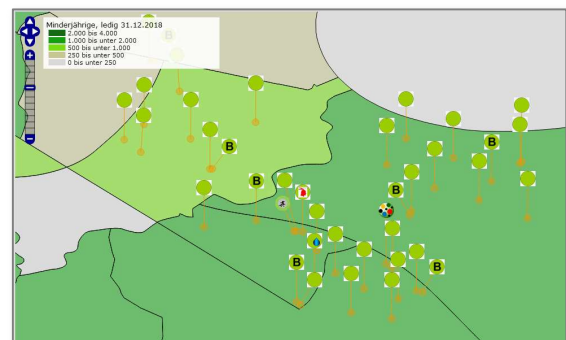 Minderjährige, ledig 31.12.2018
2.000 bis 4.000
1.000 bis unter 2.000
500 bis unter 1.000
250 bis unter 500
0 bis unter 250
B
B
B
B
B
B
B